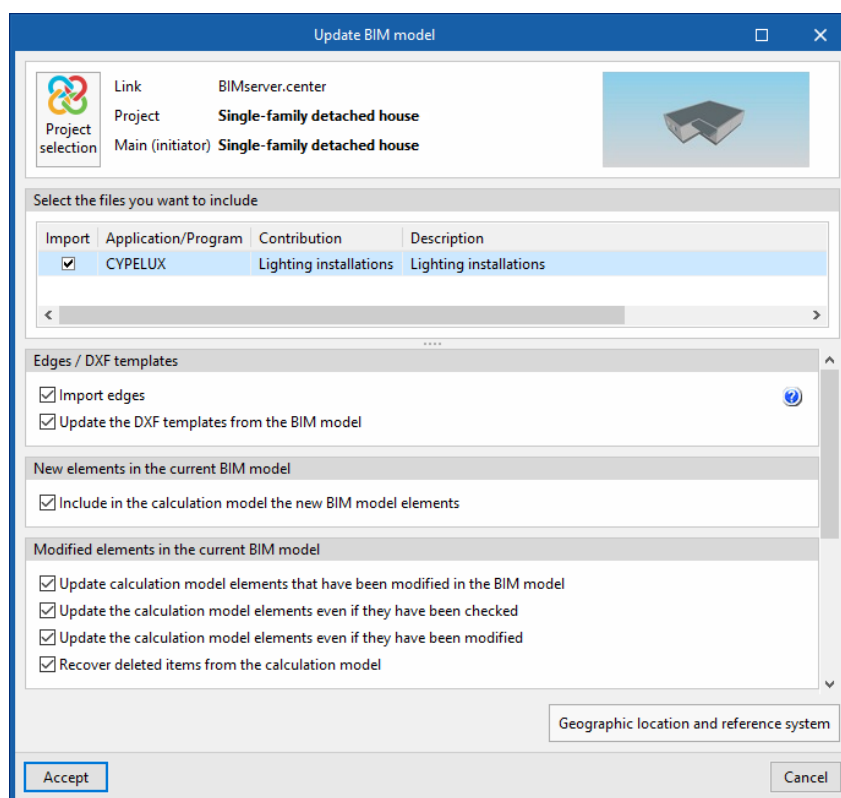 Update BIM model
Link BIMserver.center
Project Single-family detached house
Main (initiator) Single-family detached house
Project
selection
Select the files you want to include
Import Application/Program Contribution Description
CYPELUX Lighting installations Lighting installations
Edges / DXF templates
Import edges
Update the DXF templates from the BIM model
New elements in the current BIM model
Include in the calculation model the new BIM model elements
Modified elements in the current BIM model
Update calculation model elements that have been modified in the BIM model
Update the calculation model elements even if they have been checked
Update the calculation model elements even if they have been modified
Recover deleted items from the calculation model
Geographic location and reference system
Accept Cancel